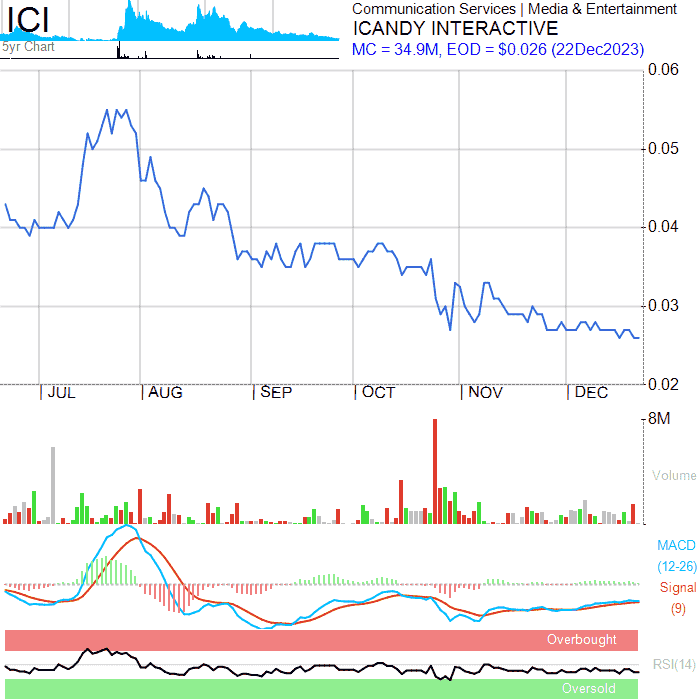 ICI
5yr Chart
Communication Services | Media & Entertainment
ICANDY INTERACTIVE
MC = 34.9M, EOD = $0.026 (22Dec2023)
0.06
0.05
0.04
0.03
0.02
JUL AUG SEP OCT NOV DEC
8M
Volume
MACD
(12-26)
Signal
(9)
Overbought
RSI(14)
Oversold